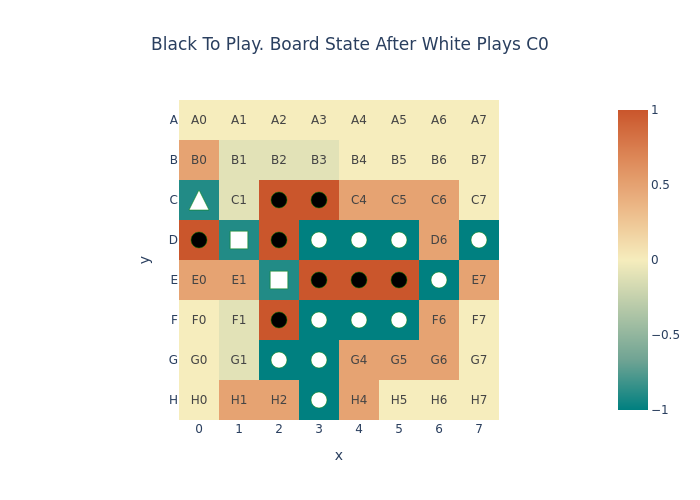 Black To Play. Board State After White Plays C0
A A0 A1 A2 A3 A4 A5 A6 A7
B B0 B1 B2 B3 B4 B5 B6 B7
C C1 C4 C5 C6 C7
D D6
E E0 E1 E7
F F0 F1 F6 F7
G G0 G1 G4 G5 G6 G7
H H0 H1 H2 H4 H5 H6 H7
0 1 2 3 4 5 6 7
x
y
1
0.5
0
−0.5
−1